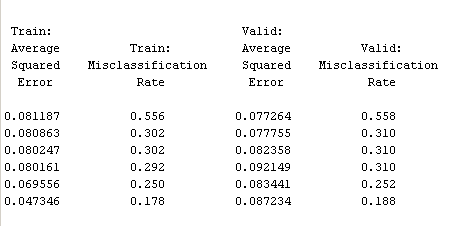 Train: Valid:
Average Train: Average Valid:
Squared Misclassification Squared Misclassification
Error Rate Error Rate
0.081187 0.556 0.077264 0.558
0.080863 0.302 0.077755 0.310
0.080247 0.302 0.082358 0.310
0.080161 0.292 0.092149 0.310
0.069556 0.250 0.083441 0.252
0.047346 0.178 0.087234 0.188